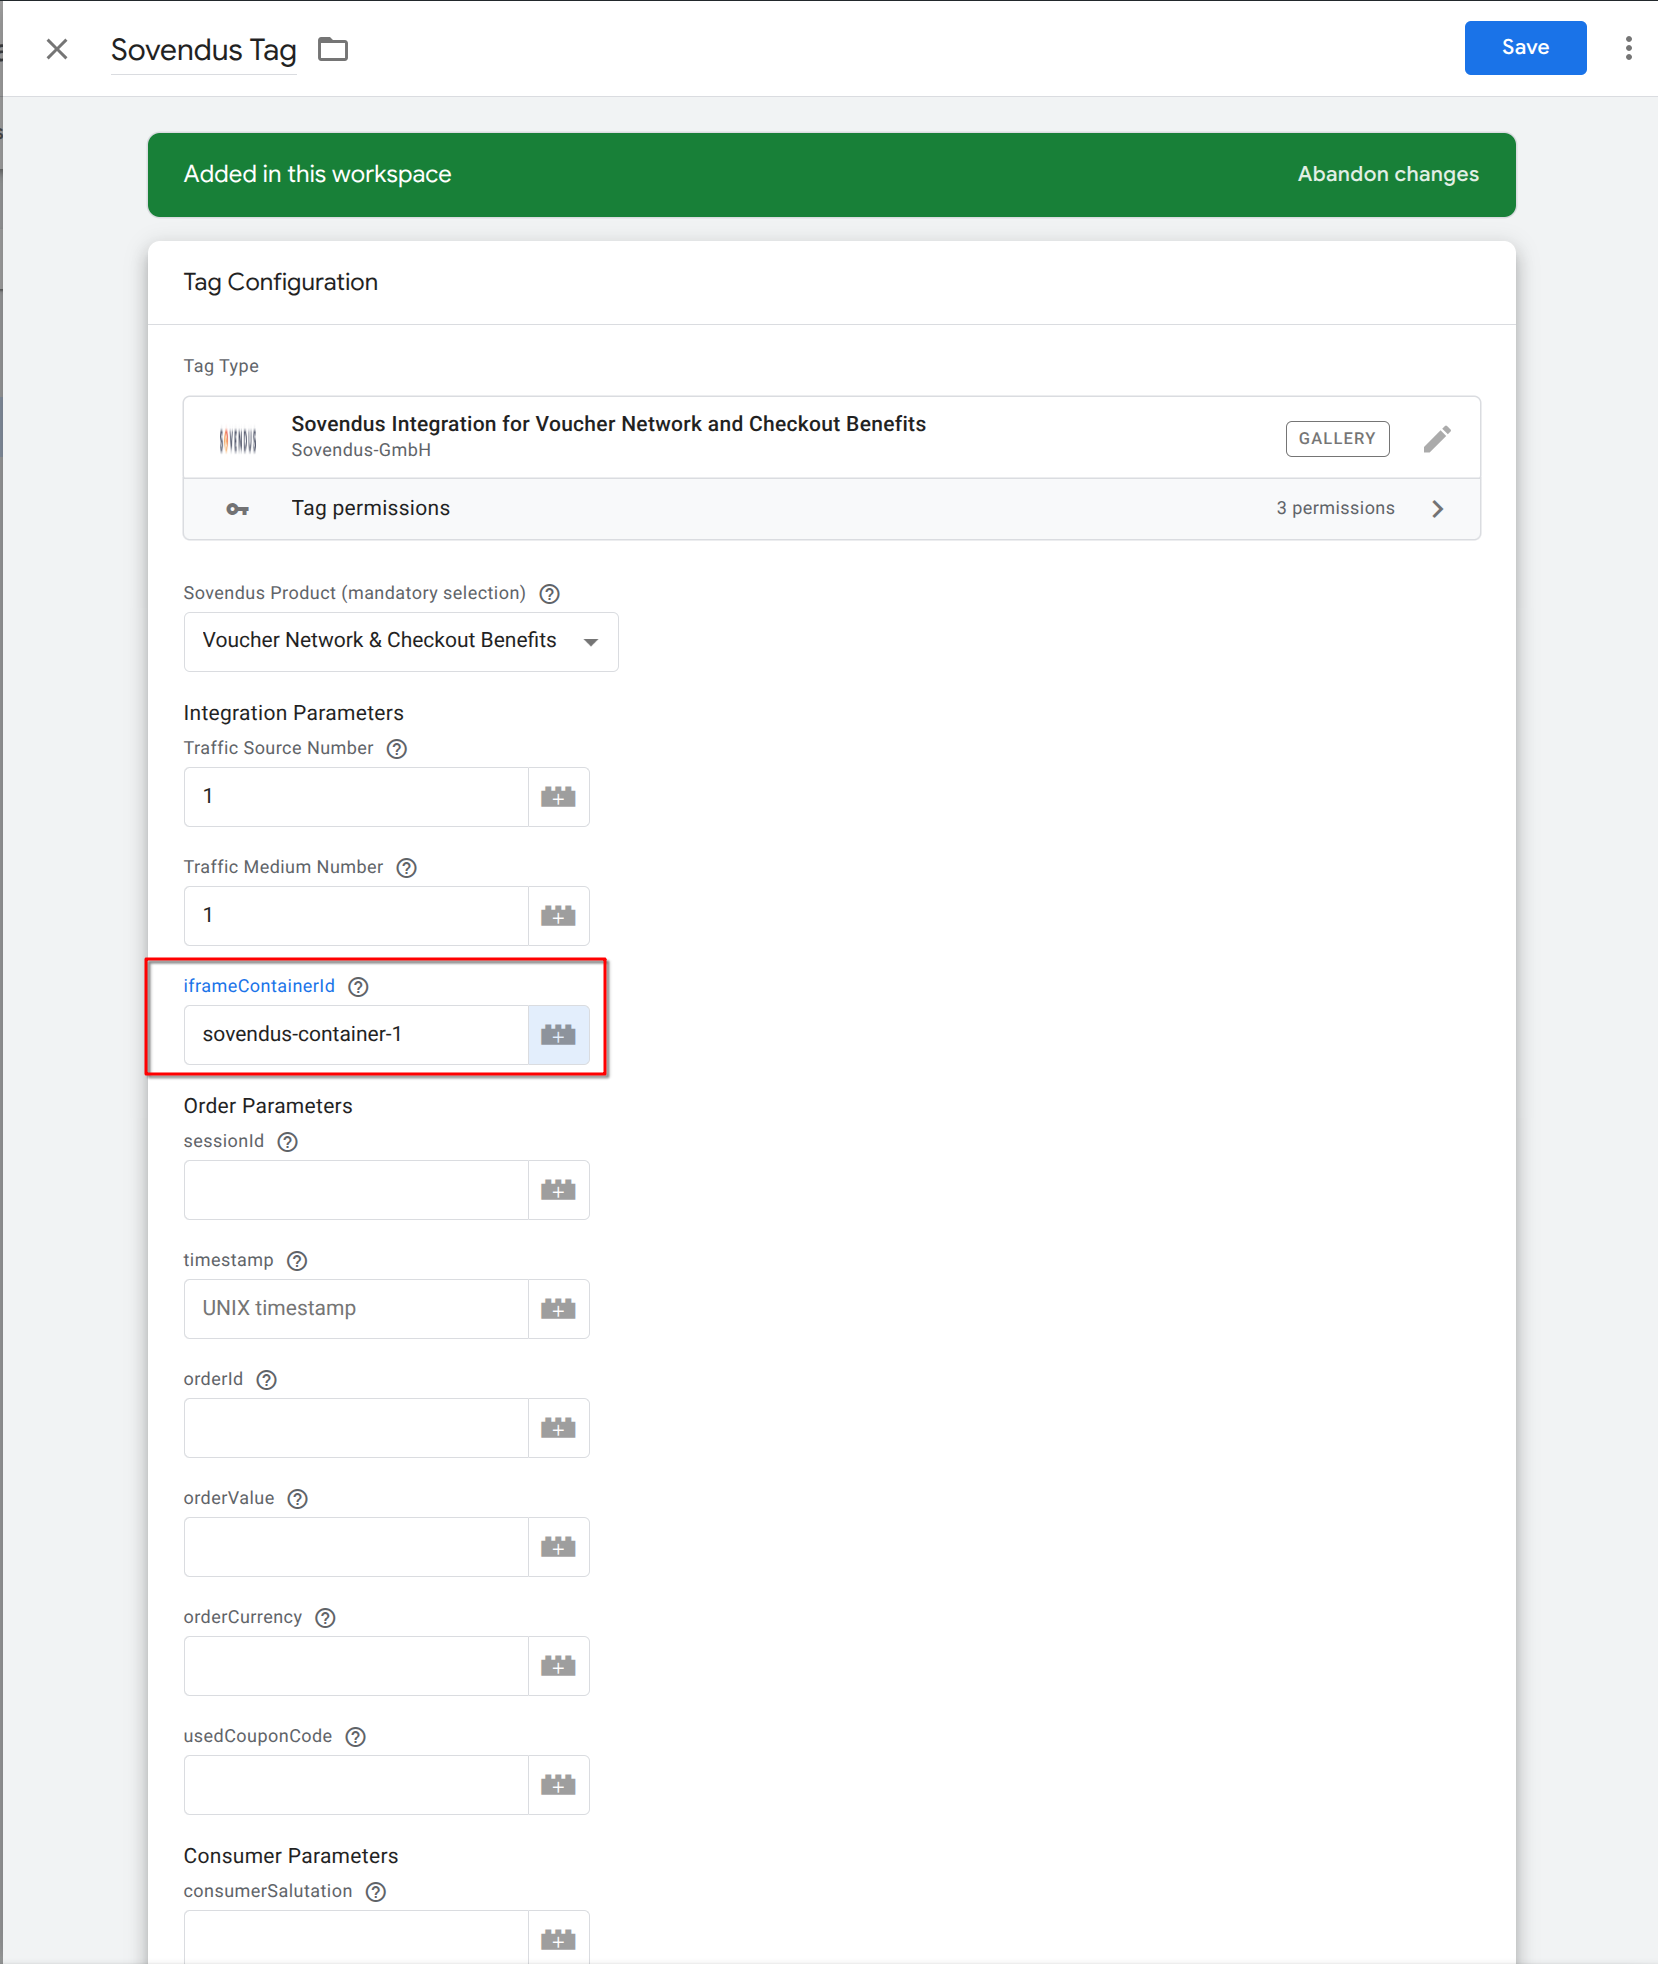 Sovendus Tag
Save
Added in this workspace
Abandon changes
Tag Configuration
Tag Type
SOVENDUS
Sovendus Integration for Voucher Network and Checkout Benefits
Sovendus-GmbH
GALLERY
Tag permissions
3 permissions
Sovendus Product (mandatory selection)
Voucher Network & Checkout Benefits
Integration Parameters
Traffic Source Number
1
Traffic Medium Number
1
iframeContainerId
sovendus-container-1
Order Parameters
sessionId
timestamp
UNIX timestamp
orderId
orderValue
orderCurrency
usedCouponCode
Consumer Parameters
consumerSalutation